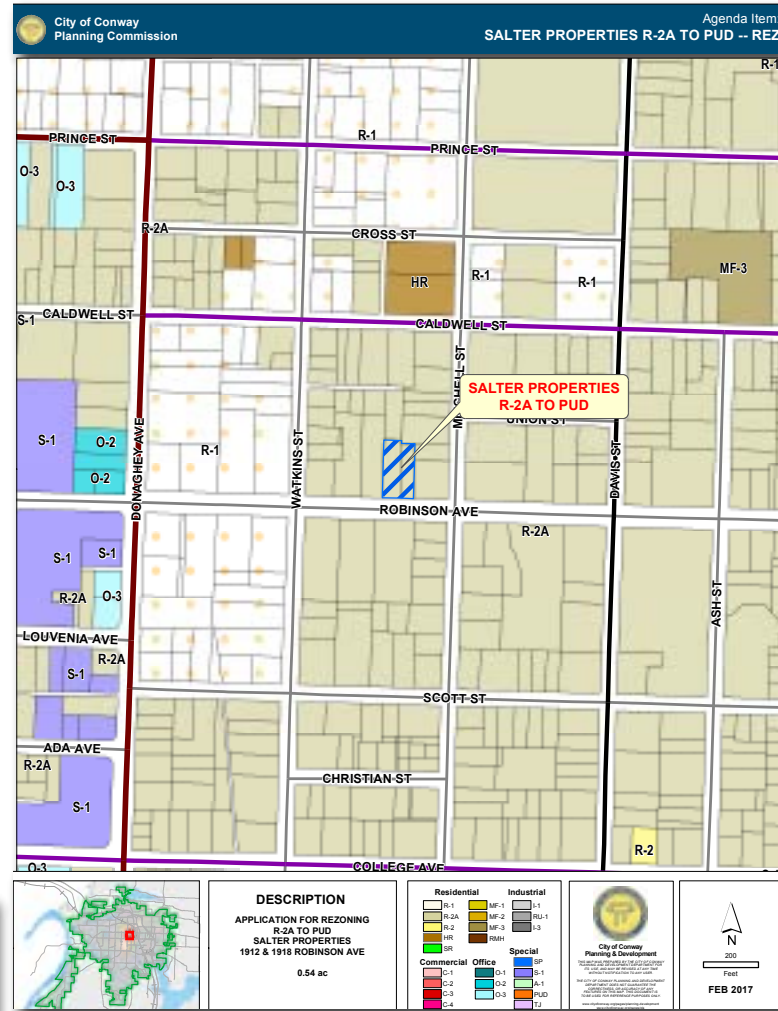 City of Conway
Planning Commission
Agenda Item:
SALTER PROPERTIES R-2A TO PUD -- REZ
R-1
R-1
PRINCE ST
PRINCE ST
O-3
O-3
R-2A
CROSS ST
HR
R-1
R-1
MF-3
S-1
CALDWELL ST
CALDWELL ST
SALTER PROPERTIES
R-2A TO PUD
UNION ST
S-1
O-2
O-2
R-1
DONAGHEY AVE
WATKINS ST
DAVIS ST
ROBINSON AVE
R-2A
S-1
S-1
R-2A
O-3
ASH ST
LOUVENIA AVE
R-2A
S-1
SCOTT ST
ADA AVE
R-2A
CHRISTIAN ST
S-1
R-2
O-3
COLLEGE AVE
DESCRIPTION
APPLICATION FOR REZONING
R-2A TO PUD
SALTER PROPERTIES
1912 & 1918 ROBINSON AVE
0.54 ac
Residential
R-1
R-2A
R-2
HR
SR
MF-1
MF-2
MF-3
RMH
Industrial
I-1
RU-1
I-3
Commercial
C-1
C-2
C-3
C-4
Office
O-1
O-2
O-3
Special
SP
S-1
A-1
PUD
TJ
City of Conway
Planning & Development
N
200
Feet
FEB 2017